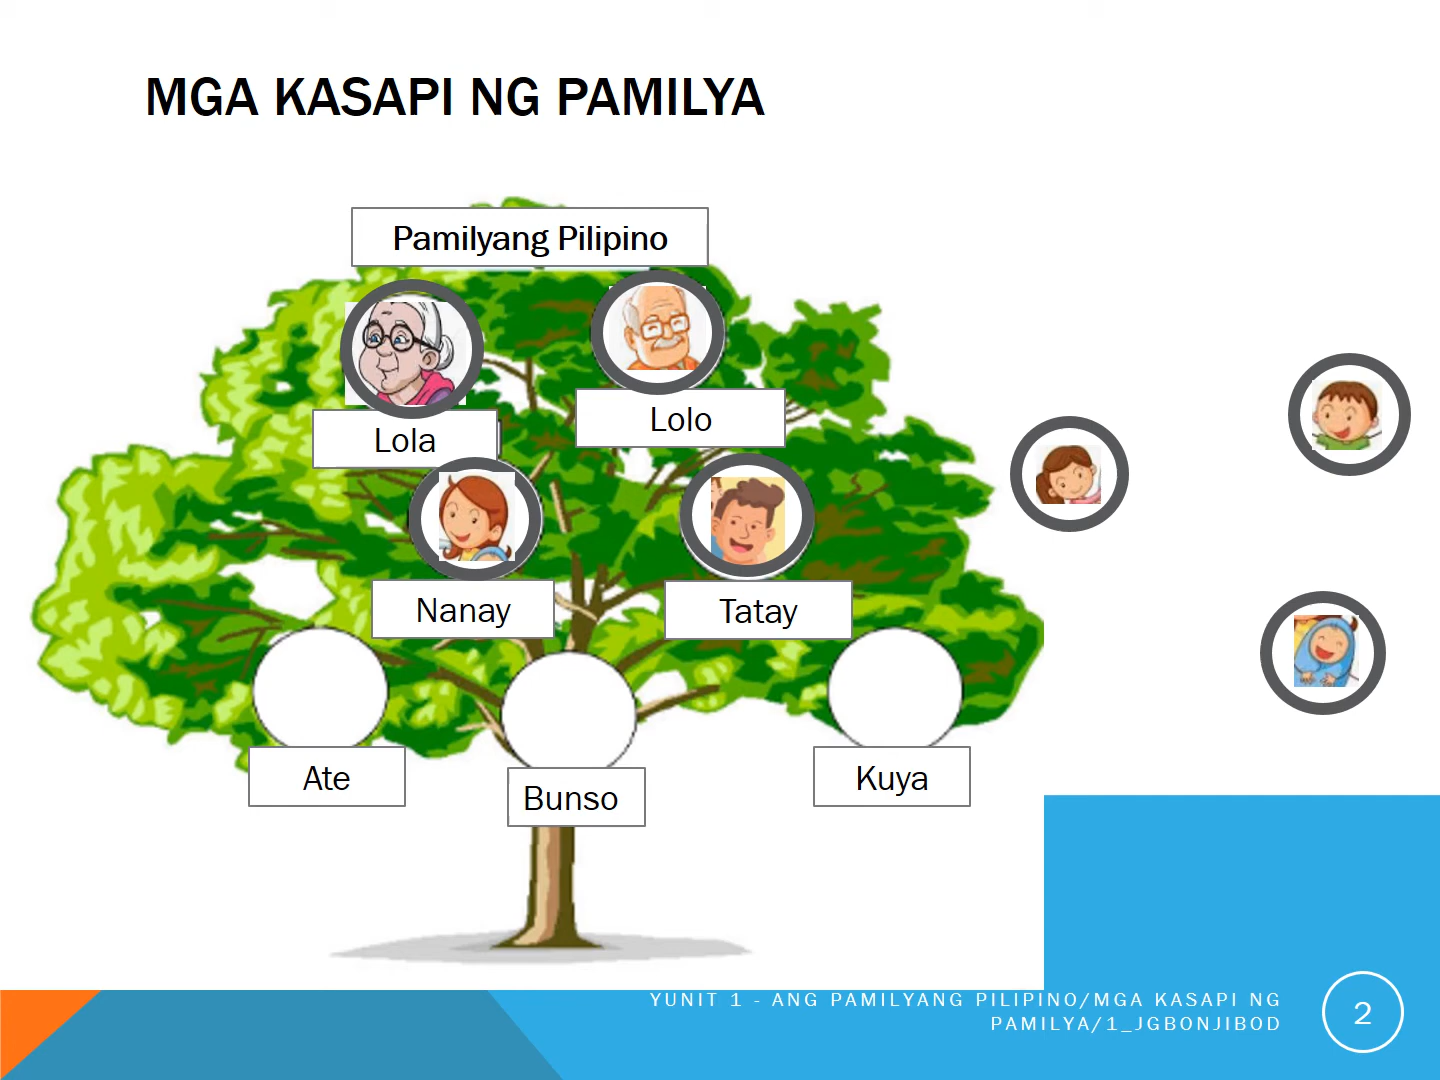 MGA KASAPI NG PAMILYA
Pamilyang Pilipino
Lola
Lolo
Nanay
Tatay
Ate
Bunso
Kuya
YUNIT 1 - ANG PAMILYANG PILIPINO/MGA KASAPI NG
PAMILYA/1_JGBONJIBOD
2